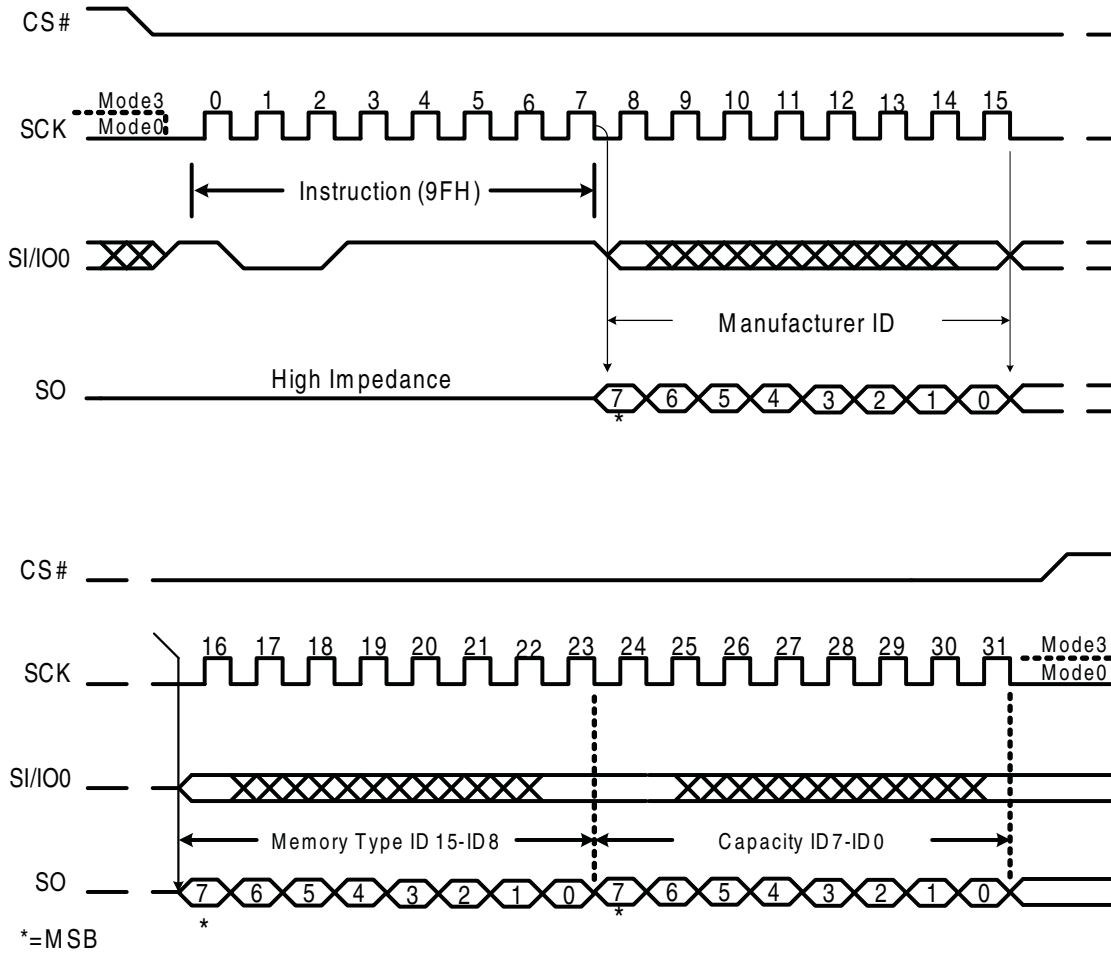 CS#
Mode3
SCK Mode0
0 1 2 3 4 5 6 7 8 9 10 11 12 13 14 15
Instruction (9FH)
SI/IO0
Manufacturer ID
SO
High Impedance
7 6 5 4 3 2 1 0
*
CS#
16 17 18 19 20 21 22 23 24 25 26 27 28 29 30 31
Mode3
SCK
Mode0
SI/IO0
Memory Type ID 15-ID8
Capacity ID7-ID0
SO
7 6 5 4 3 2 1 0 7 6 5 4 3 2 1 0
* *
*=MSB